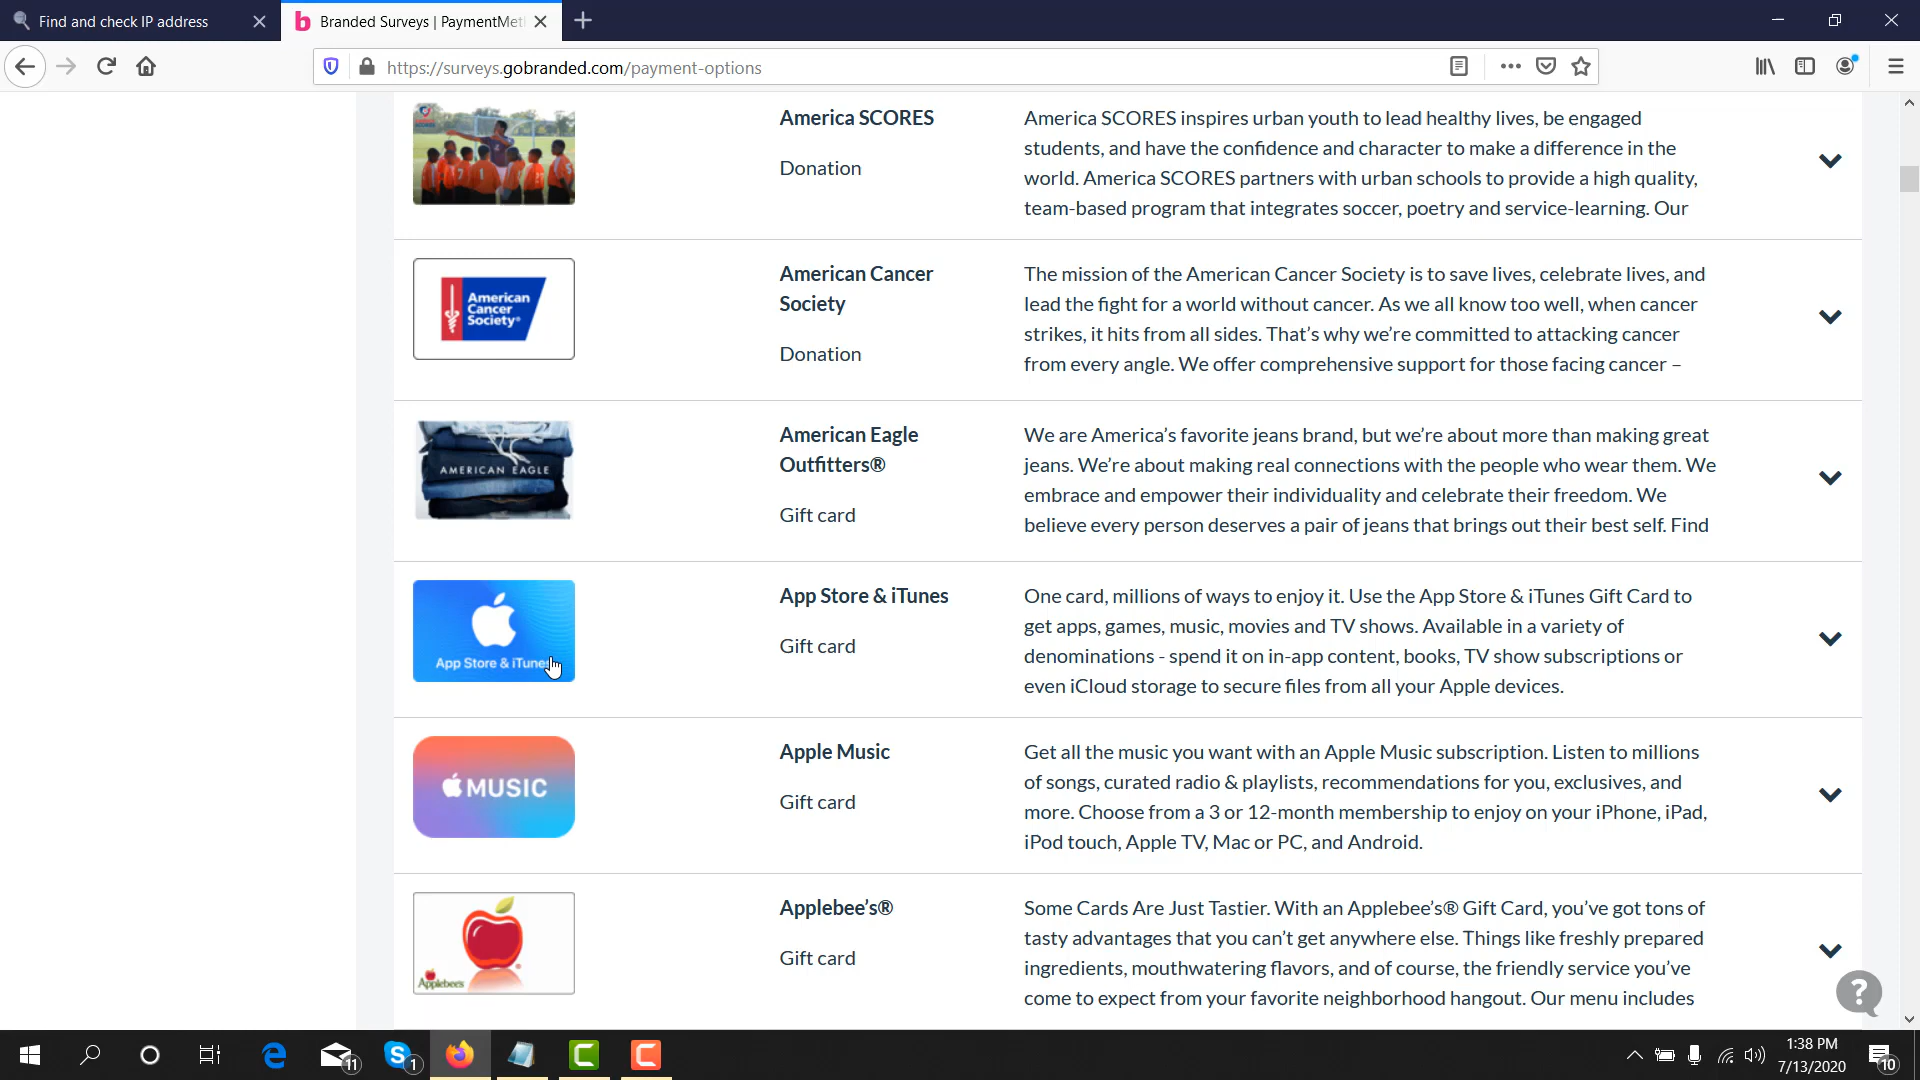 Find and check IP address
Branded Surveys | PaymentMet
https://surveys.gobranded.com/payment-options
America SCORES
Donation
America SCORES inspires urban youth to lead healthy lives, be engaged
students, and have the confidence and character to make a difference in the
world. America SCORES partners with urban schools to provide a high quality,
team-based program that integrates soccer, poetry and service-learning. Our
American
Cancer
Society®
American Cancer
Society
Donation
The mission of the American Cancer Society is to save lives, celebrate lives, and
lead the fight for a world without cancer. As we all know too well, when cancer
strikes, it hits from all sides. That’s why we’re committed to attacking cancer
from every angle. We offer comprehensive support for those facing cancer –
AMERICAN EAGLE
American Eagle
Outfitters®
Gift card
We are America’s favorite jeans brand, but we’re about more than making great
jeans. We’re about making real connections with the people who wear them. We
embrace and empower their individuality and celebrate their freedom. We
believe every person deserves a pair of jeans that brings out their best self. Find
App Store & iTunes
App Store & iTunes
Gift card
One card, millions of ways to enjoy it. Use the App Store & iTunes Gift Card to
get apps, games, music, movies and TV shows. Available in a variety of
denominations - spend it on in-app content, books, TV show subscriptions or
even iCloud storage to secure files from all your Apple devices.
MUSIC
Apple Music
Gift card
Get all the music you want with an Apple Music subscription. Listen to millions
of songs, curated radio & playlists, recommendations for you, exclusives, and
more. Choose from a 3 or 12-month membership to enjoy on your iPhone, iPad,
iPod touch, Apple TV, Mac or PC, and Android.
Applebees
Applebee’s®
Gift card
Some Cards Are Just Tastier. With an Applebee’s® Gift Card, you’ve got tons of
tasty advantages that you can’t get anywhere else. Things like freshly prepared
ingredients, mouthwatering flavors, and of course, the friendly service you’ve
come to expect from your favorite neighborhood hangout. Our menu includes
11
1
1:38 PM
7/13/2020
10